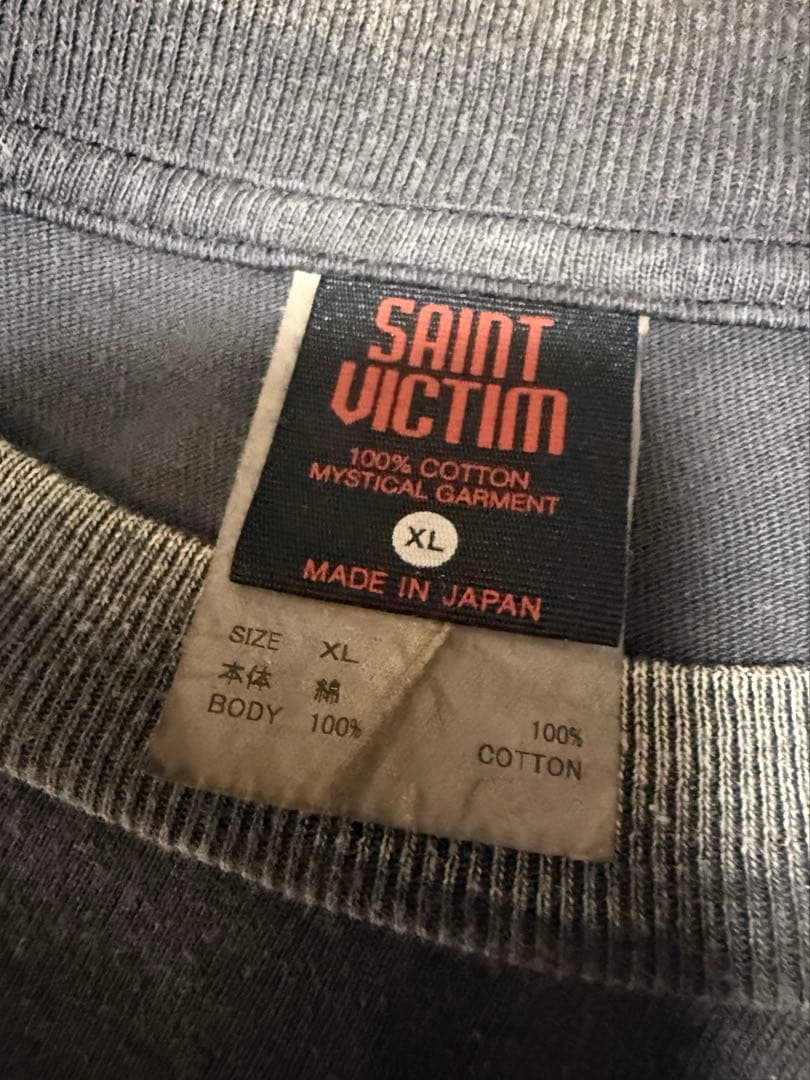 SAINT
VICTIM
100% COTTON
MYSTICAL GARMENT
XL
MADE IN JAPAN
SIZE XL
本体 綿
BODY 100%
100%
COTTON